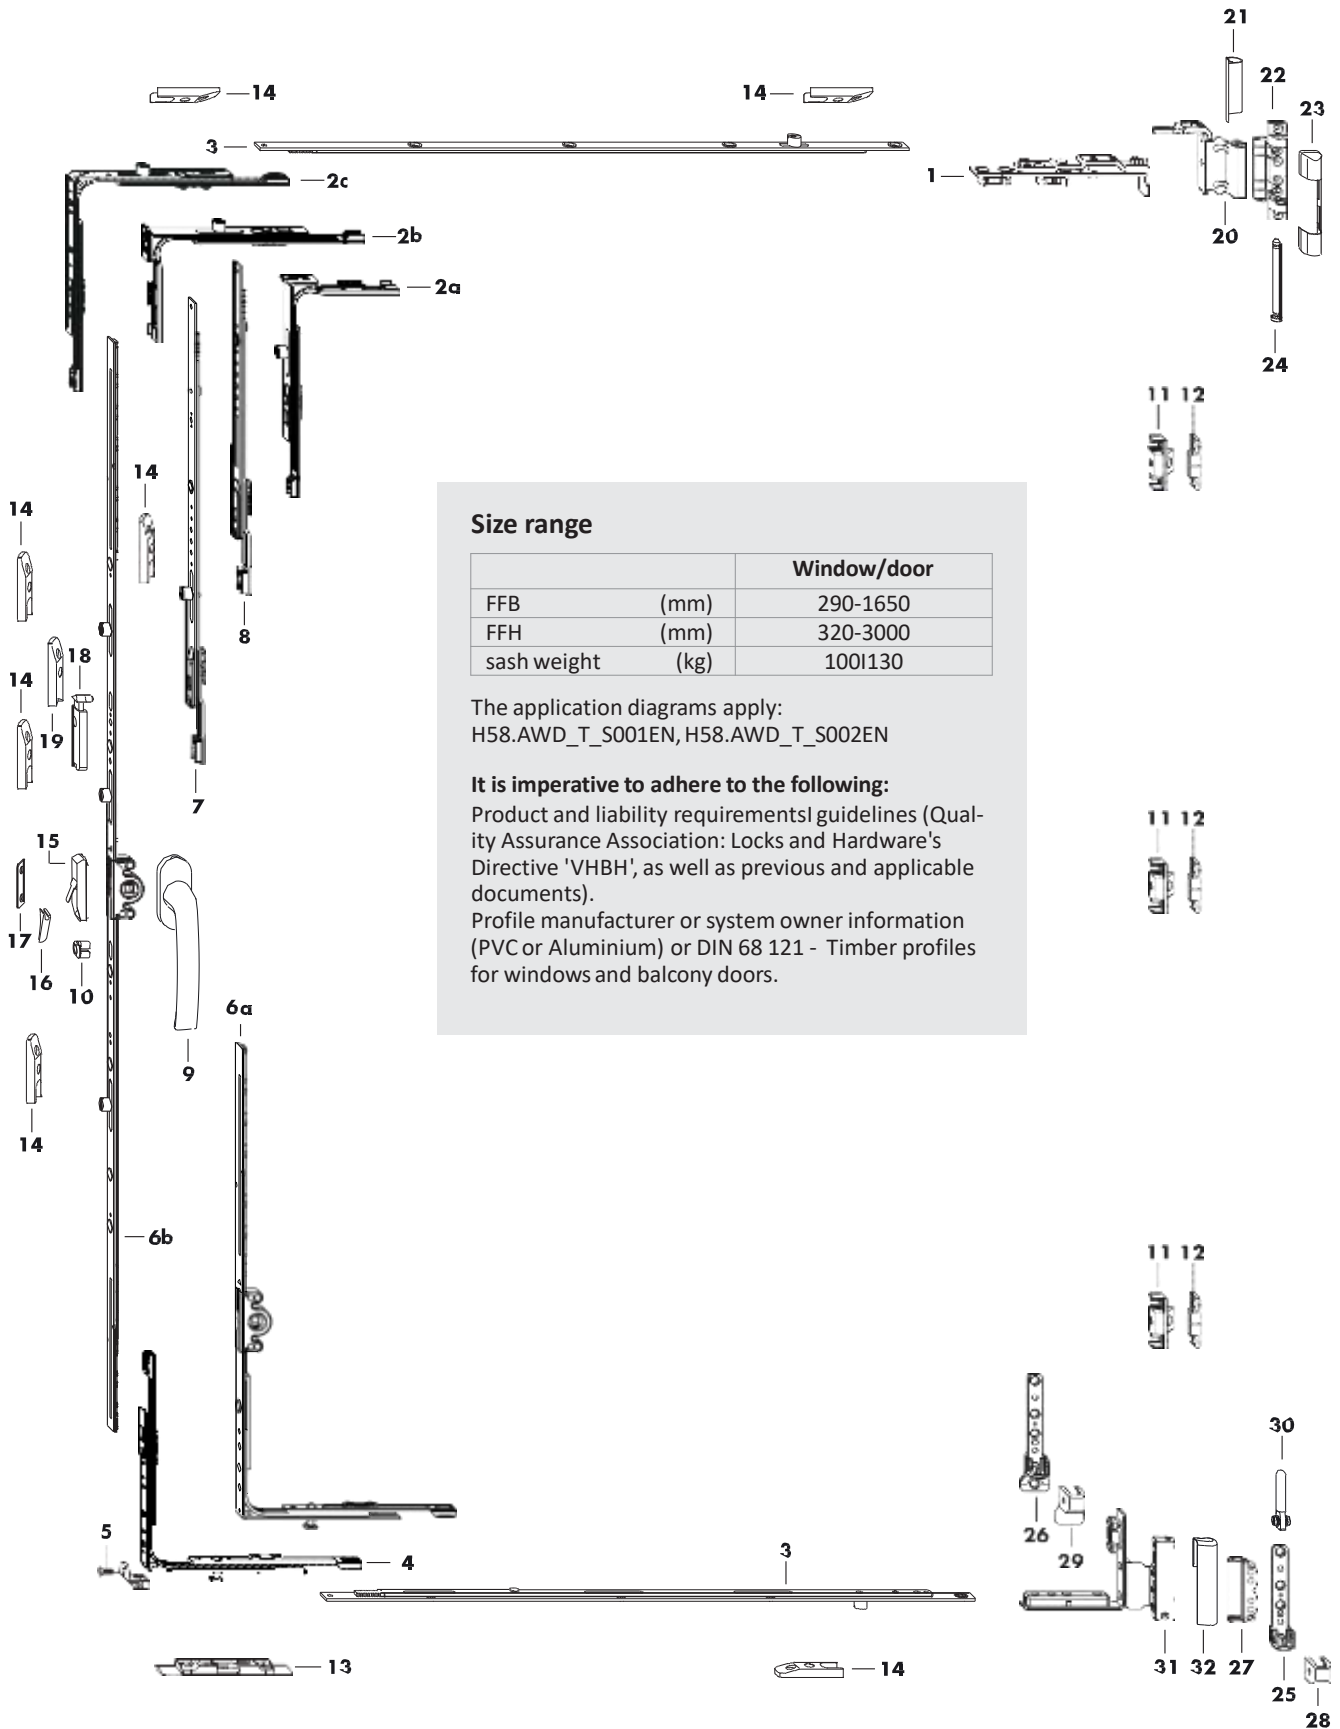 21
22
14
14
23
3
2c
1
2b
20
2a
24
11 12
14
14
Size range
Window/door
FFB (mm) 290-1650
FFH (mm) 320-3000
sash weight (kg) 100I130
8
18
14
19
The application diagrams apply:
H58.AWD_T_S001EN, H58.AWD_T_S002EN
7
It is imperative to adhere to the following:
Product and liability requirementsI guidelines (Qual-
ity Assurance Association: Locks and Hardware's
Directive 'VHBH', as well as previous and applicable
documents).
Profile manufacturer or system owner information
(PVC or Aluminium) or DIN 68 121 - Timber profiles
for windows and balcony doors.
11 12
15
17
16
10
6a
9
14
6b
11 12
30
5
26
29
4
3
13
14
31 32 27
25
28